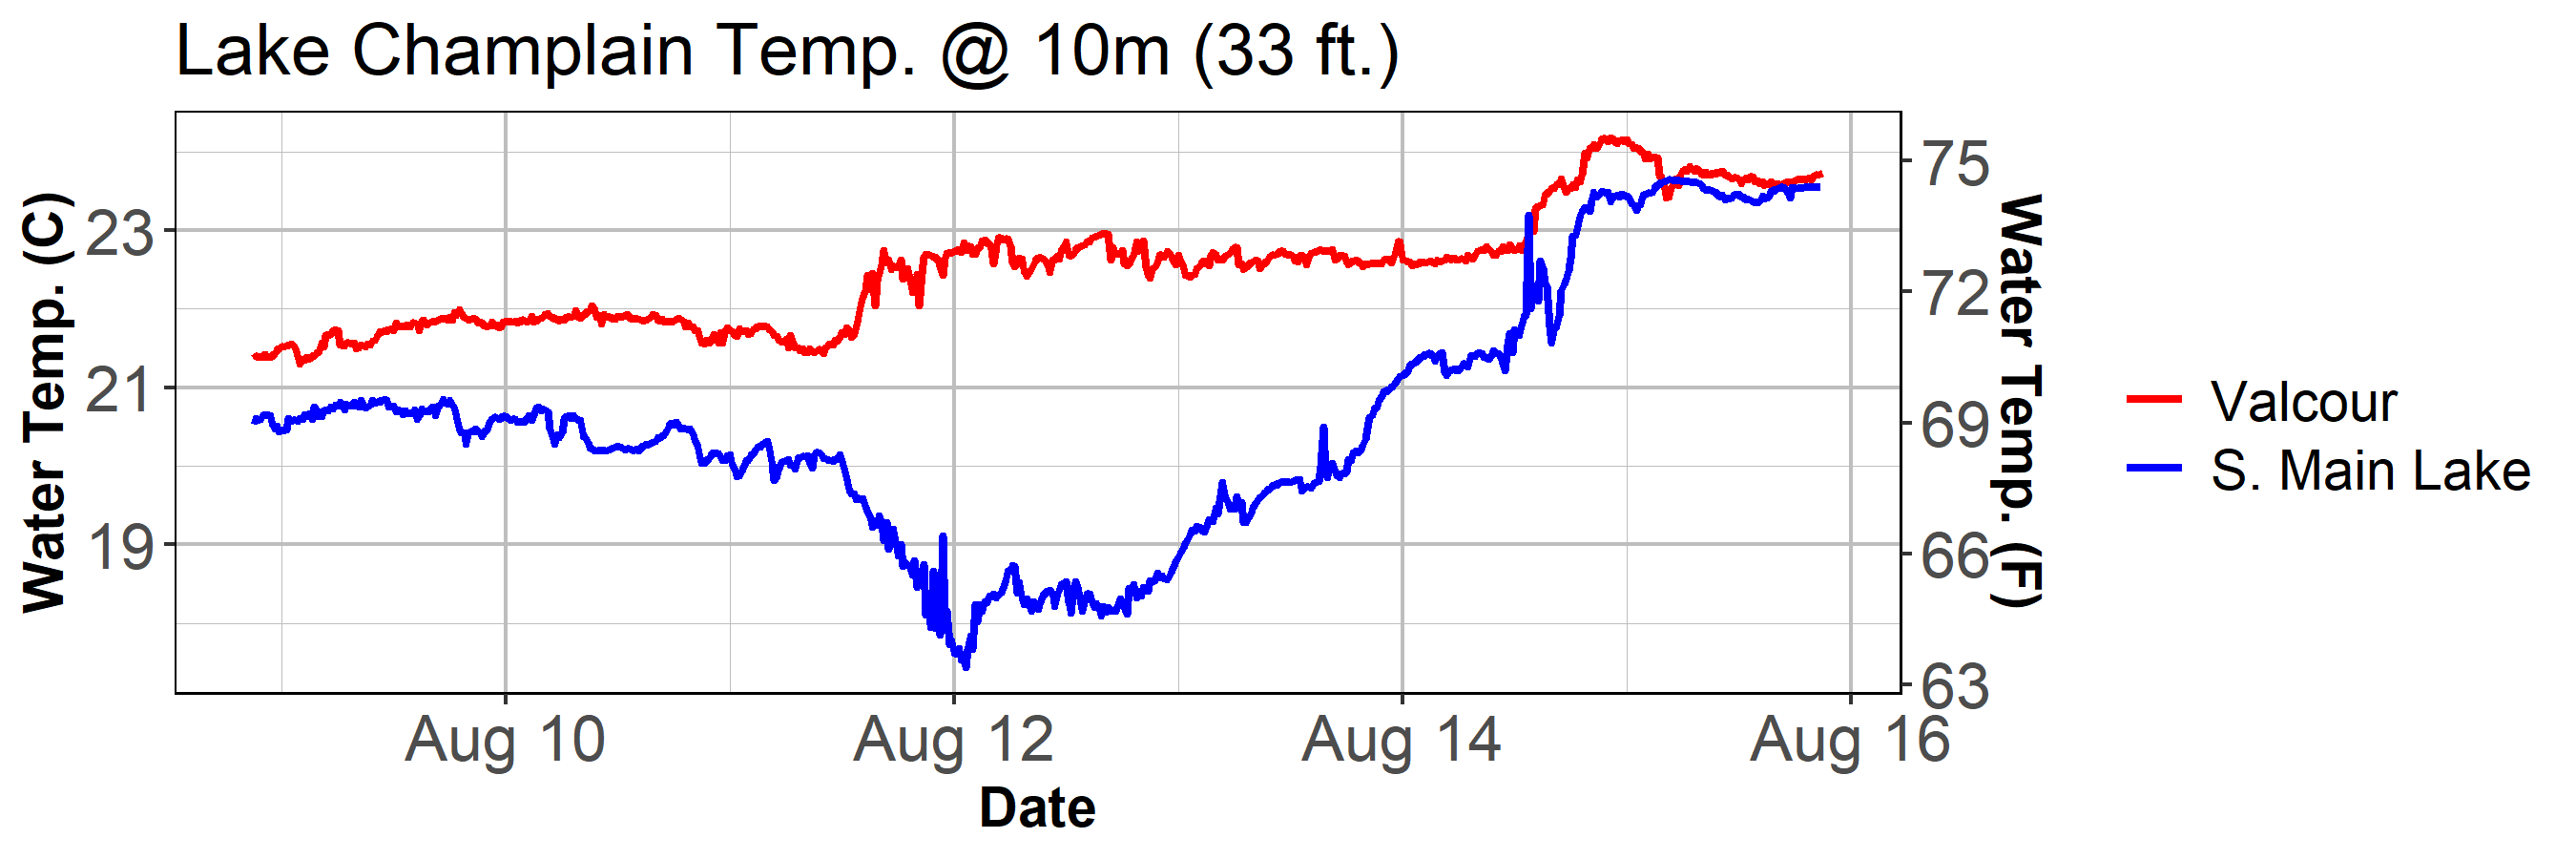 Lake Champlain Temp. @ 10m (33 ft.)
Water Temp. (C)
23
21
19
75
72
69
66
63
Water Temp. (F)
Aug 10
Aug 12
Aug 14
Aug 16
Date
Valcour
S. Main Lake